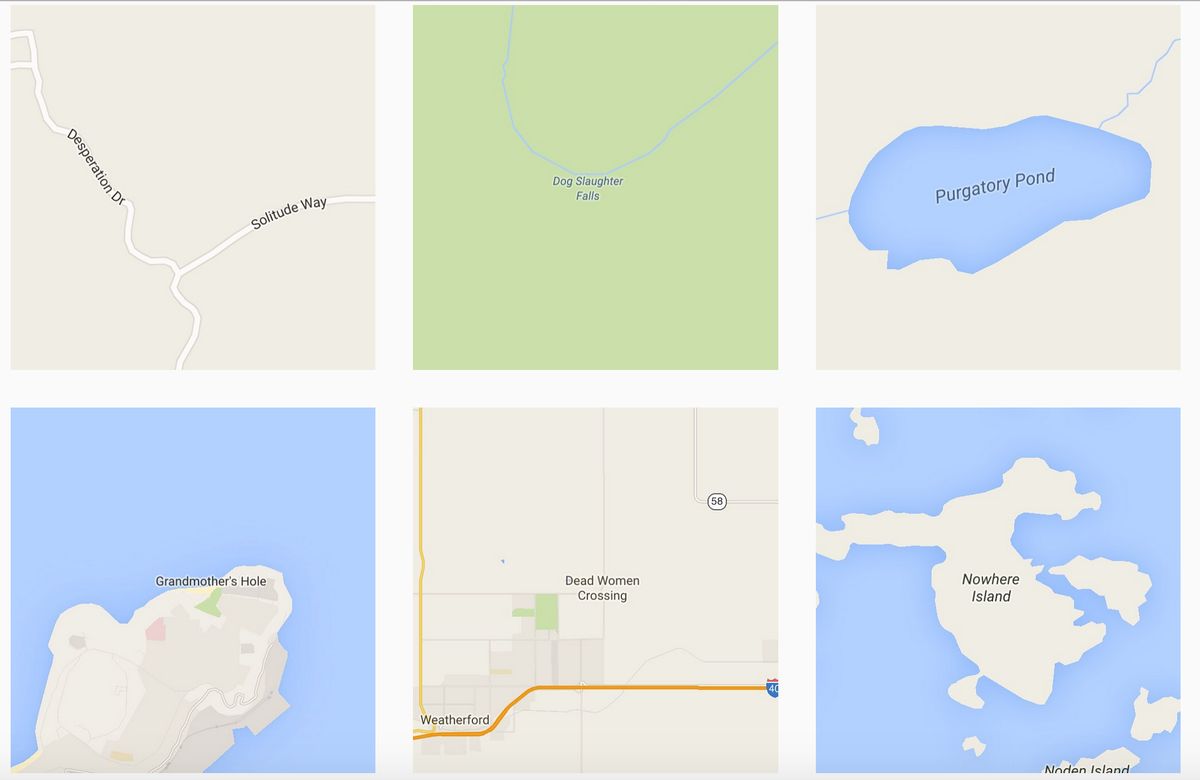 Desperation Dr
Solitude Way
Dog Slaughter
Falls
Purgatory Pond
Grandmother's Hole
58
Dead Women
Crossing
40
Weatherford
Nowhere
Island
Noden Island